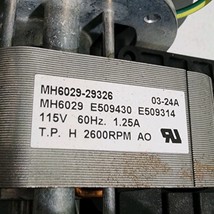 MH6029-29326 03-24A
MH6029 E509430 E509314
115V 60Hz. 1.25A
T.P. H 2600RPM AO